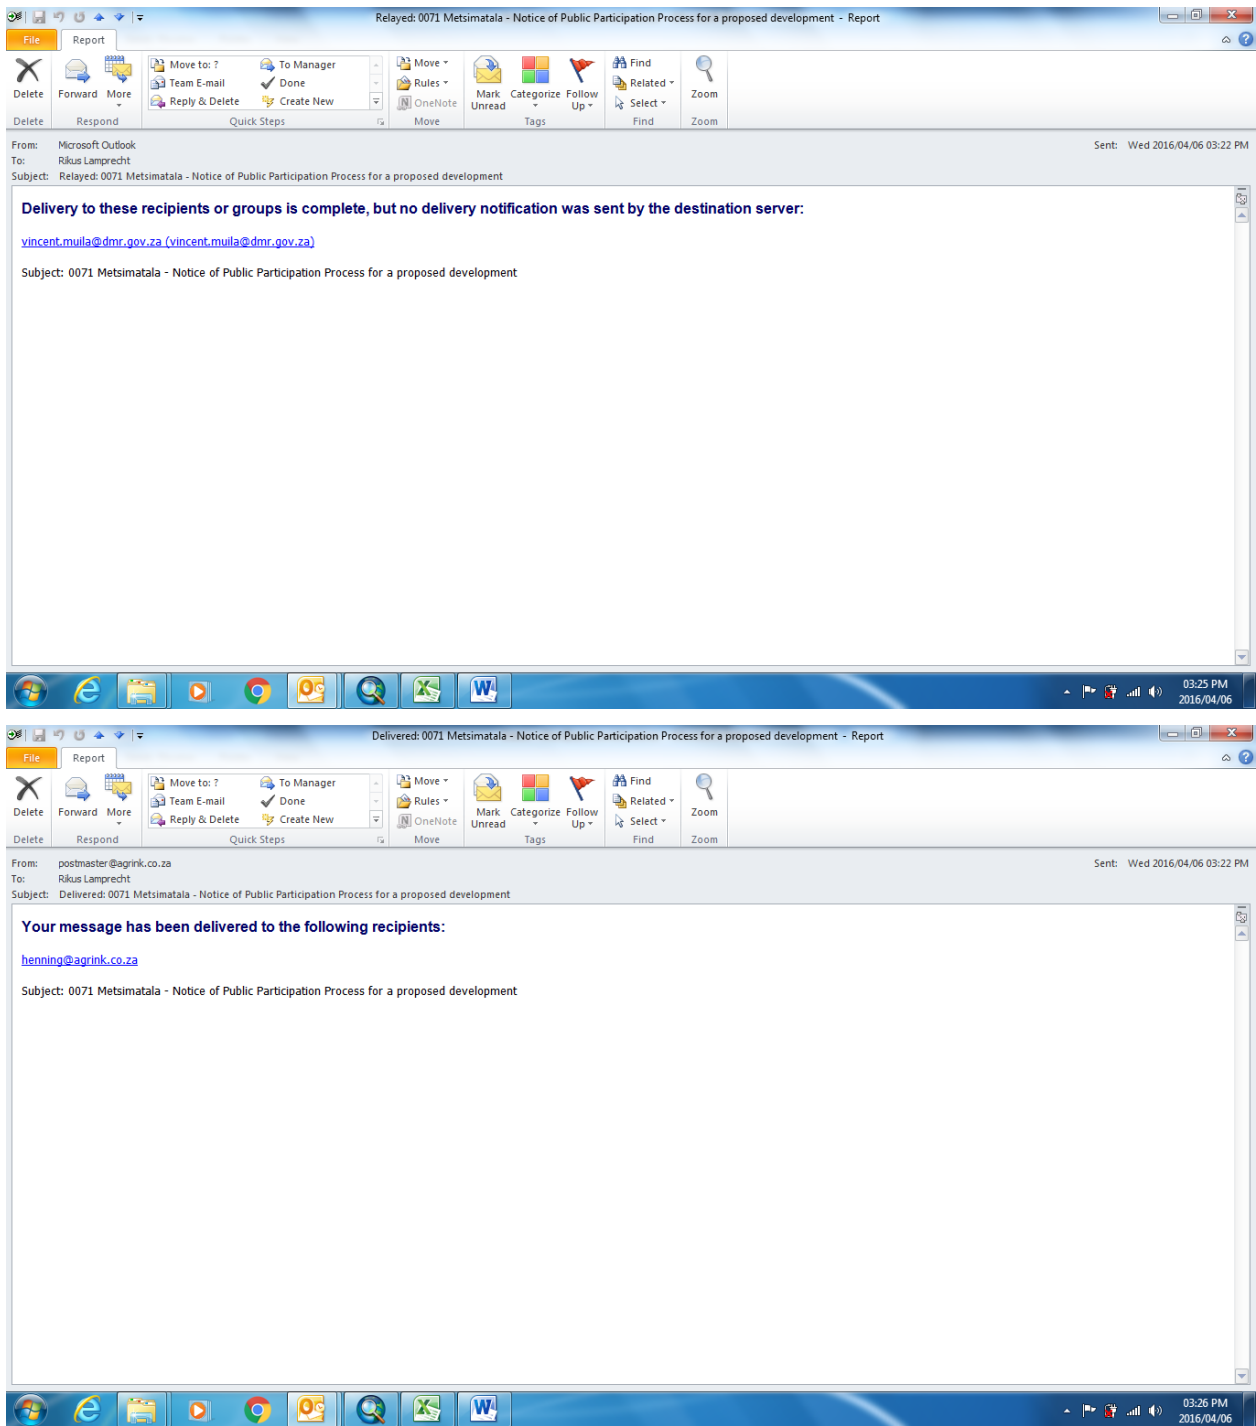 Relayed: 0071 Metsimatala - Notice of Public Participation Process for a proposed development - Report
File Report
Move to: ? To Manager Move Find
Team E-mail Done Rules Related
Delete Forward More Reply & Delete Create New OneNote Mark Unread Categorize Follow Up Select Zoom
Delete Respond Quick Steps Move Tags Find Zoom
From: Microsoft Outlook Sent: Wed 2016/04/06 03:22 PM
To: Rikus Lamprecht
Subject: Relayed: 0071 Metsimatala - Notice of Public Participation Process for a proposed development
Delivery to these recipients or groups is complete, but no delivery notification was sent by the destination server:
vincent.muila@dmr.gov.za (vincent.muila@dmr.gov.za)
Subject: 0071 Metsimatala - Notice of Public Participation Process for a proposed development
03:25 PM
2016/04/06
Delivered: 0071 Metsimatala - Notice of Public Participation Process for a proposed development - Report
File Report
Move to: ? To Manager Move Find
Team E-mail Done Rules Related
Delete Forward More Reply & Delete Create New OneNote Mark Unread Categorize Follow Up Select Zoom
Delete Respond Quick Steps Move Tags Find Zoom
From: postmaster@agrink.co.za Sent: Wed 2016/04/06 03:22 PM
To: Rikus Lamprecht
Subject: Delivered: 0071 Metsimatala - Notice of Public Participation Process for a proposed development
Your message has been delivered to the following recipients:
henning@agrink.co.za
Subject: 0071 Metsimatala - Notice of Public Participation Process for a proposed development
03:26 PM
2016/04/06